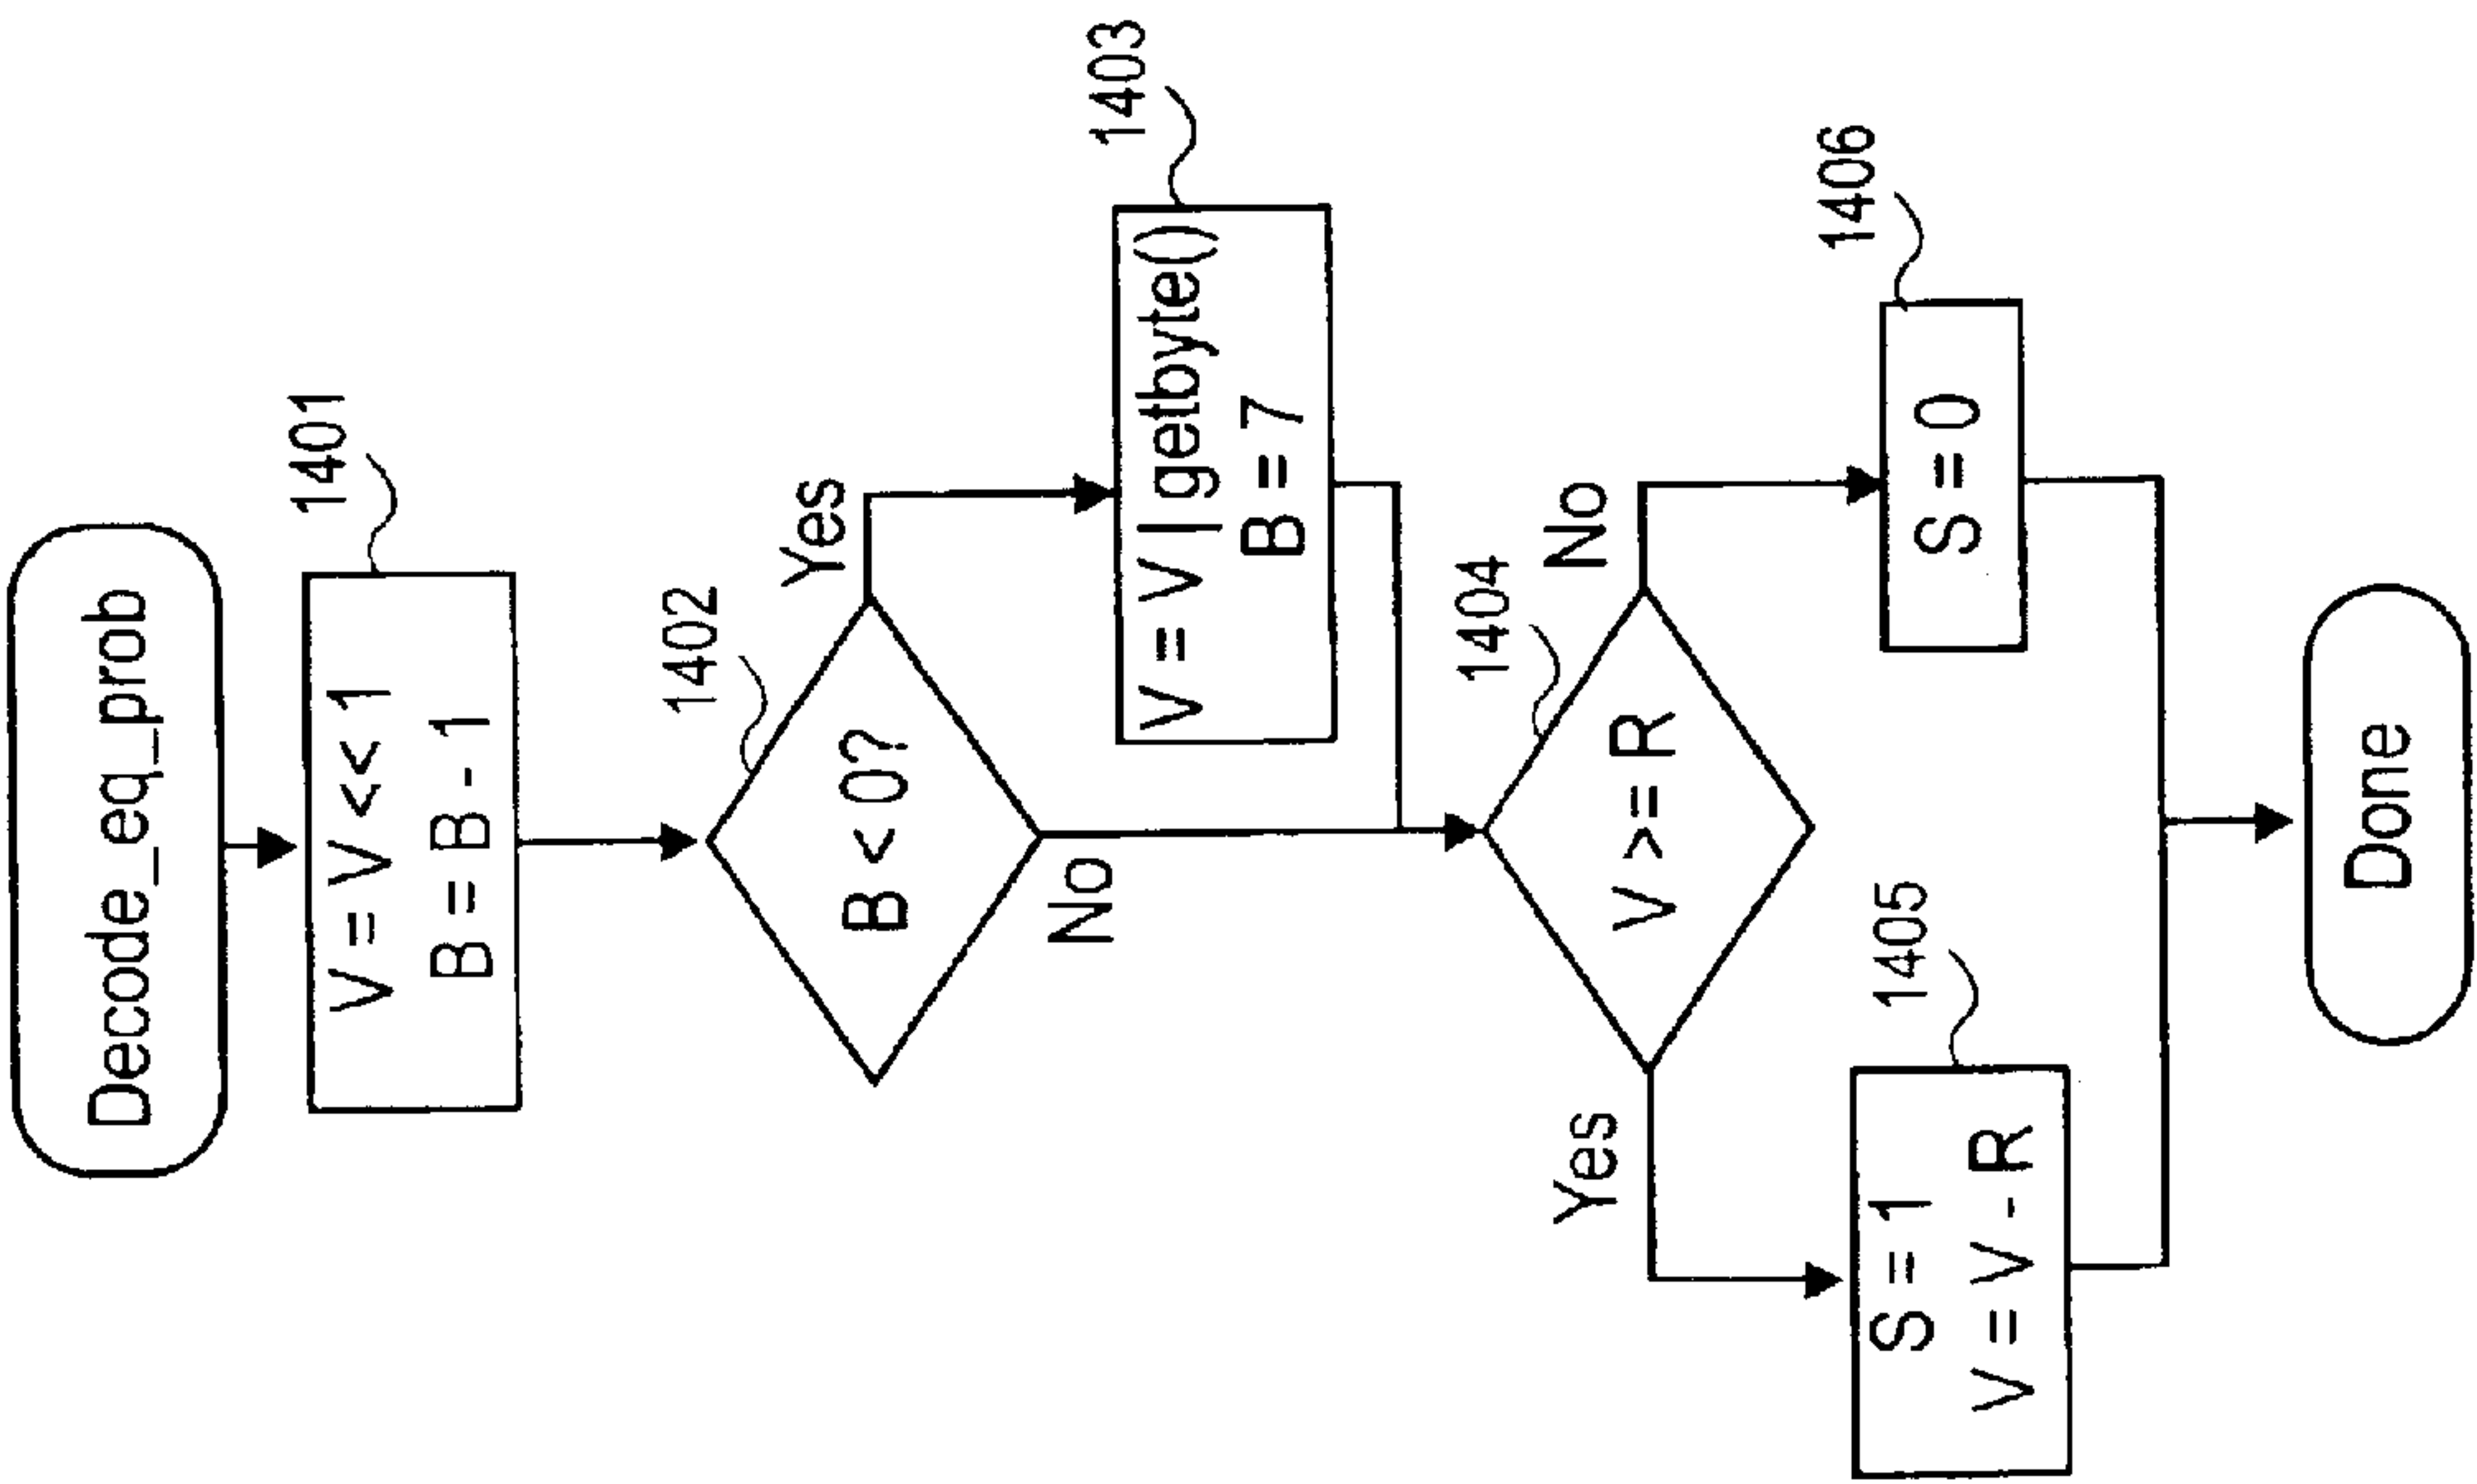 Decode_eq_prob
1401
V = V << 1
B = B - 1
1402
B < 0?
Yes
No
1403
V = V | getbyte()
B = 7
1404
V >= R
Yes
No
1405
S = 1
V = V - R
1406
S = 0
Done